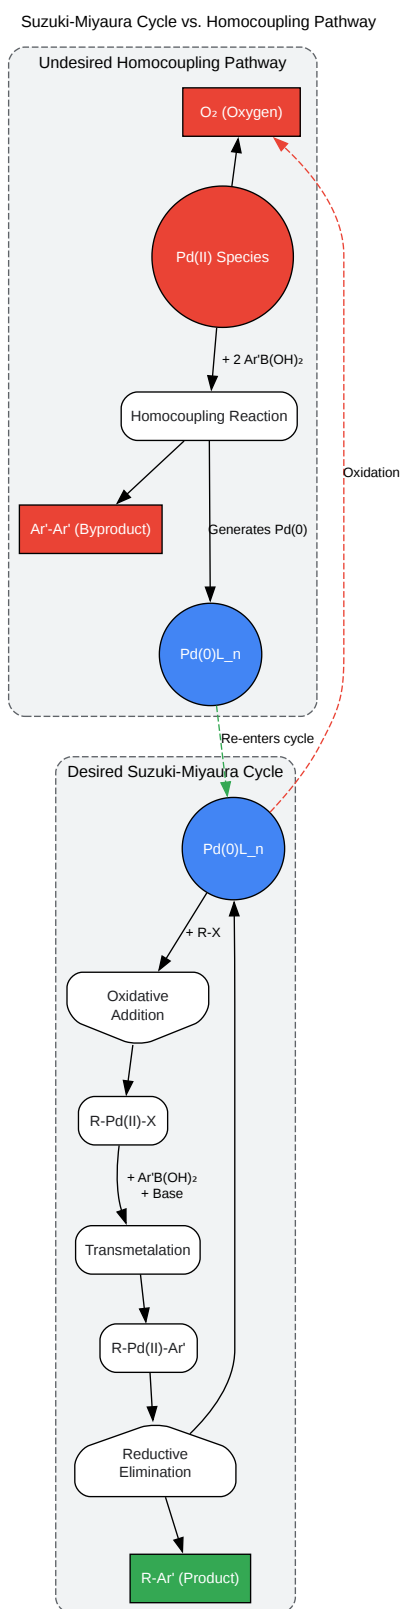 Suzuki-Miyaura Cycle vs. Homocoupling Pathway
Undesired Homocoupling Pathway
O₂ (Oxygen)
Pd(II) Species
+ 2 Ar'B(OH)₂
Homocoupling Reaction
Oxidation
Ar'-Ar' (Byproduct)
Generates Pd(0)
Pd(0)L_n
Re-enters cycle
Desired Suzuki-Miyaura Cycle
Pd(0)L_n
+ R-X
Oxidative
Addition
R-Pd(II)-X
+ Ar'B(OH)₂
+ Base
Transmetalation
R-Pd(II)-Ar'
Reductive
Elimination
R-Ar' (Product)